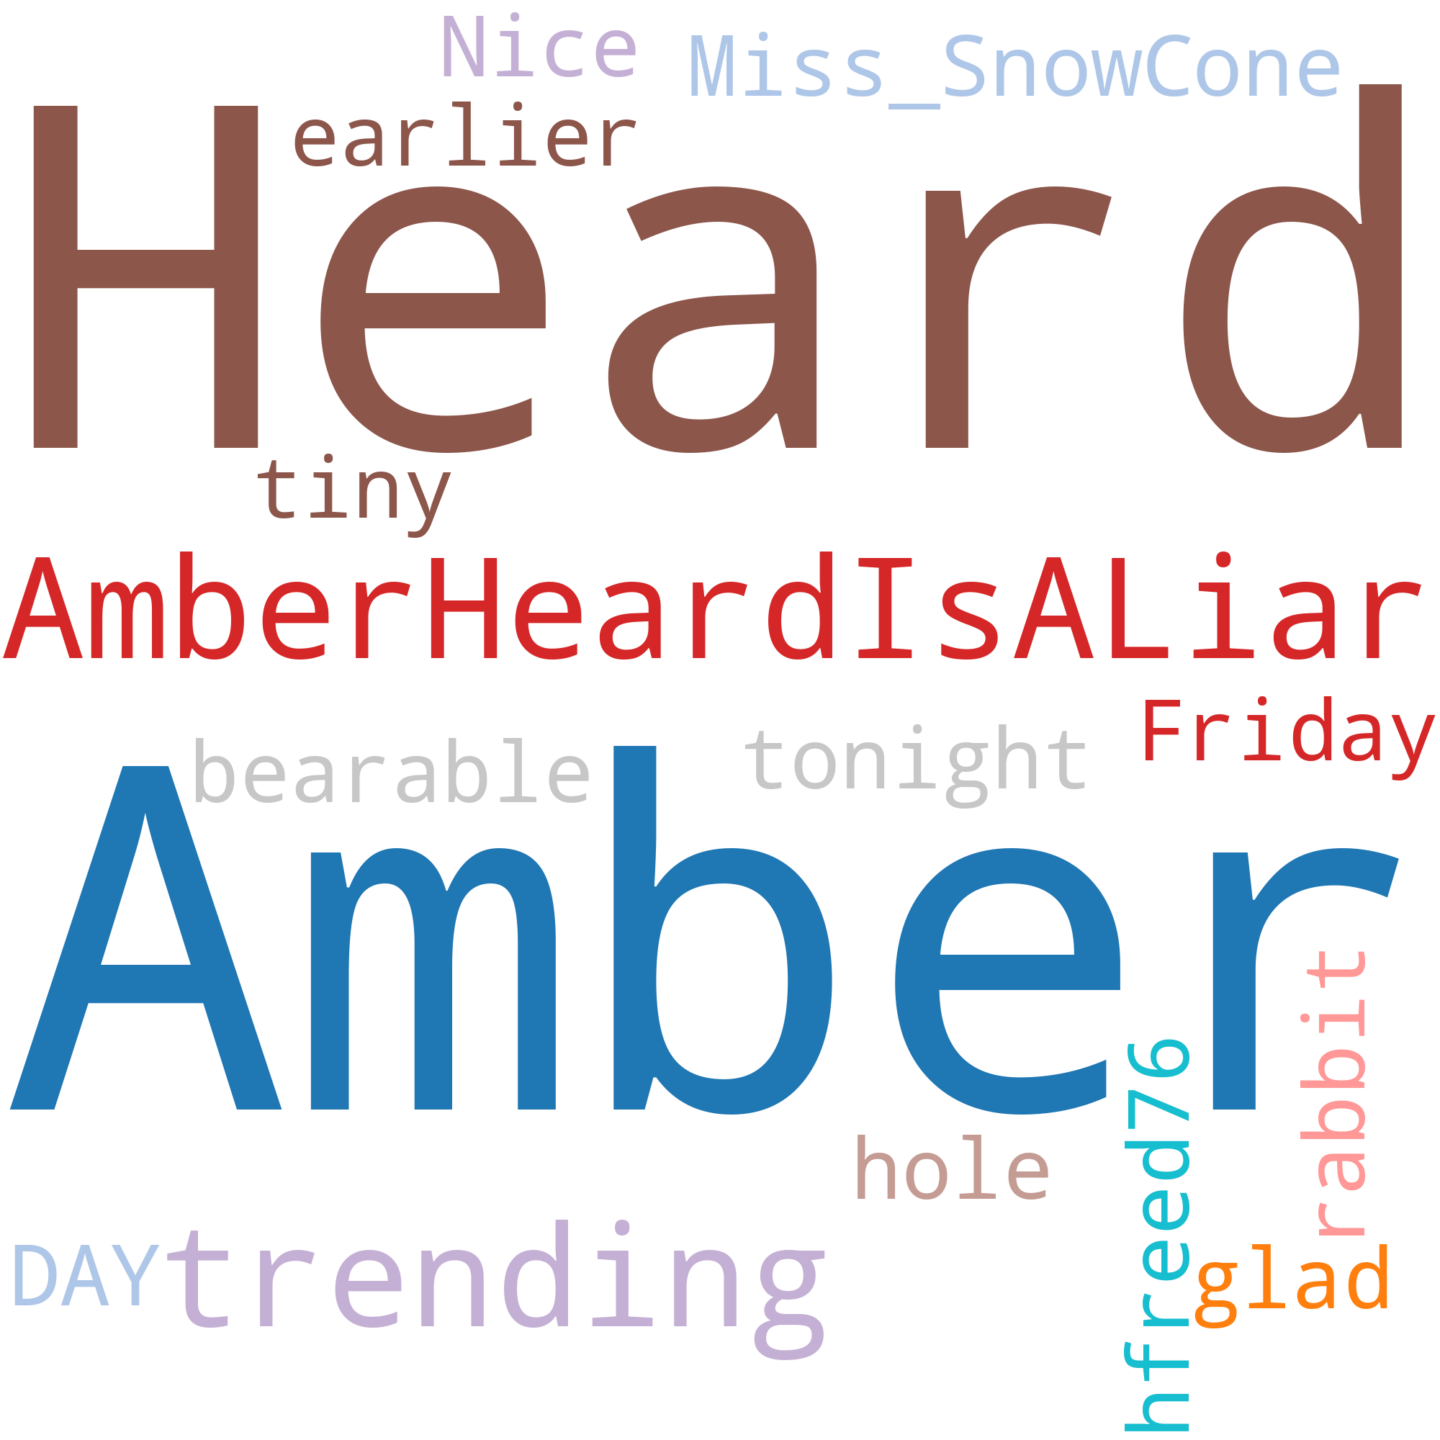 Nice
Miss_SnowCone
earlier
Heard
tiny
AmberHeardIsALiar
Friday
bearable
tonight
Amber
rabbit
hfreed76
hole
DAY
trending
glad